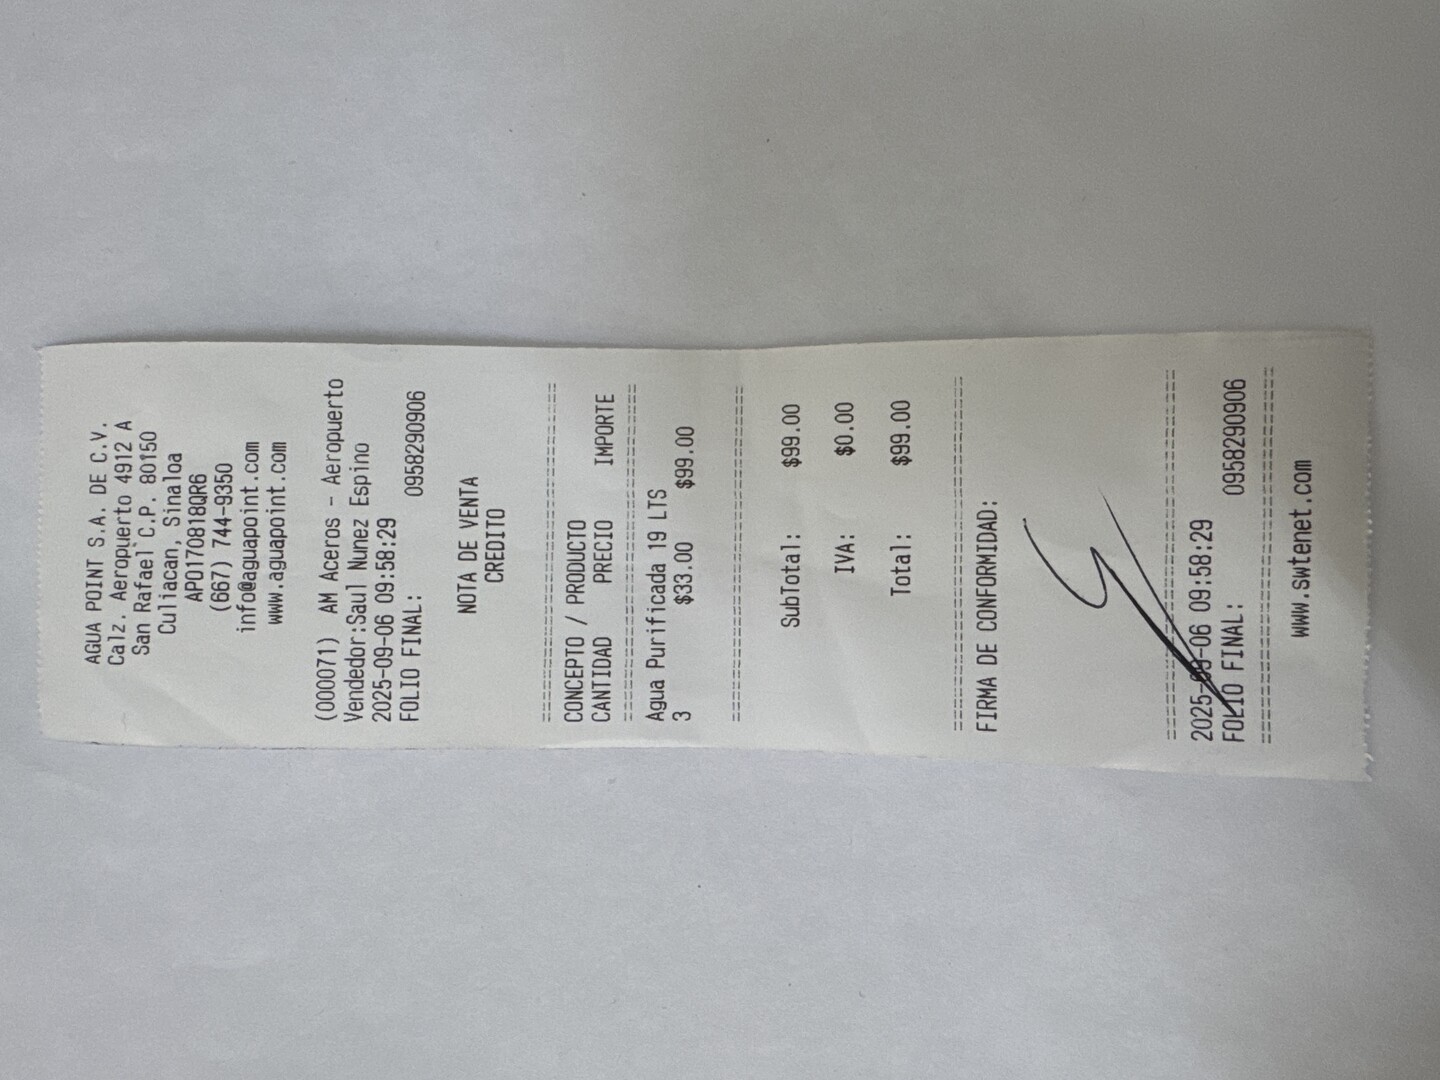 AGUA POINT S.A. DE C.V.
Calz. Aeropuerto 4912 A
San Rafael C.P. 80150
Culiacan, Sinaloa
APO170818QR6
(667) 744-9350
info@aguapoint.com
www.aguapoint.com
(000071) AM Aceros - Aeropuerto
Vendedor:Saul Nunez Espino
2025-09-06 09:58:29
FOLIO FINAL: 0958290906
NOTA DE VENTA
CREDITO
================================
CONCEPTO / PRODUCTO
CANTIDAD PRECIO IMPORTE
================================
Agua Purificada 19 LTS
3 $33.00 $99.00
================================
SubTotal: $99.00
IVA: $0.00
Total: $99.00
================================
FIRMA DE CONFORMIDAD:
================================
2025-09-06 09:58:29
FOLIO FINAL: 0958290906
================================
www.swtenet.com